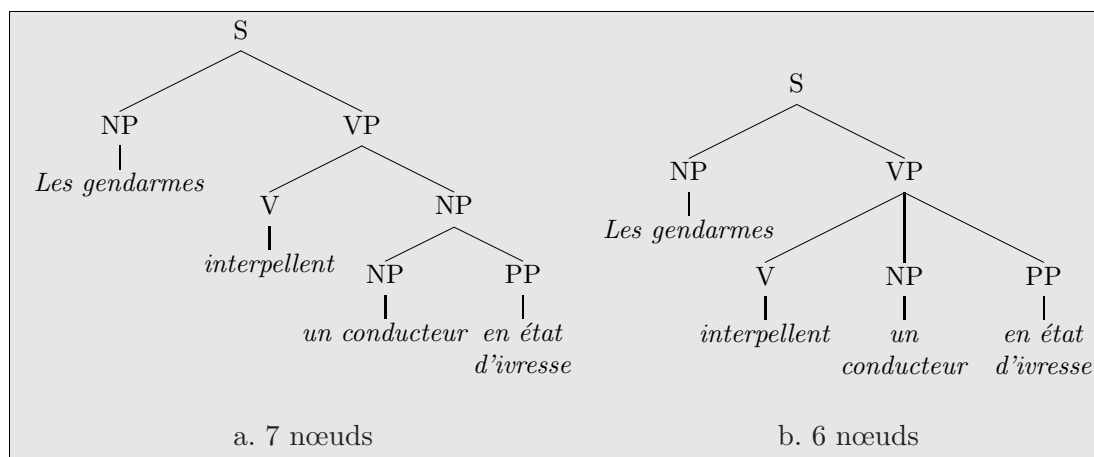 S
NP VP
Les gendarmes
V NP
interpellent
NP PP
un conducteur en état
d'ivresse
a. 7 nœuds
S
NP VP
Les gendarmes
V NP PP
interpellent un en état
conducteur d'ivresse
b. 6 nœuds